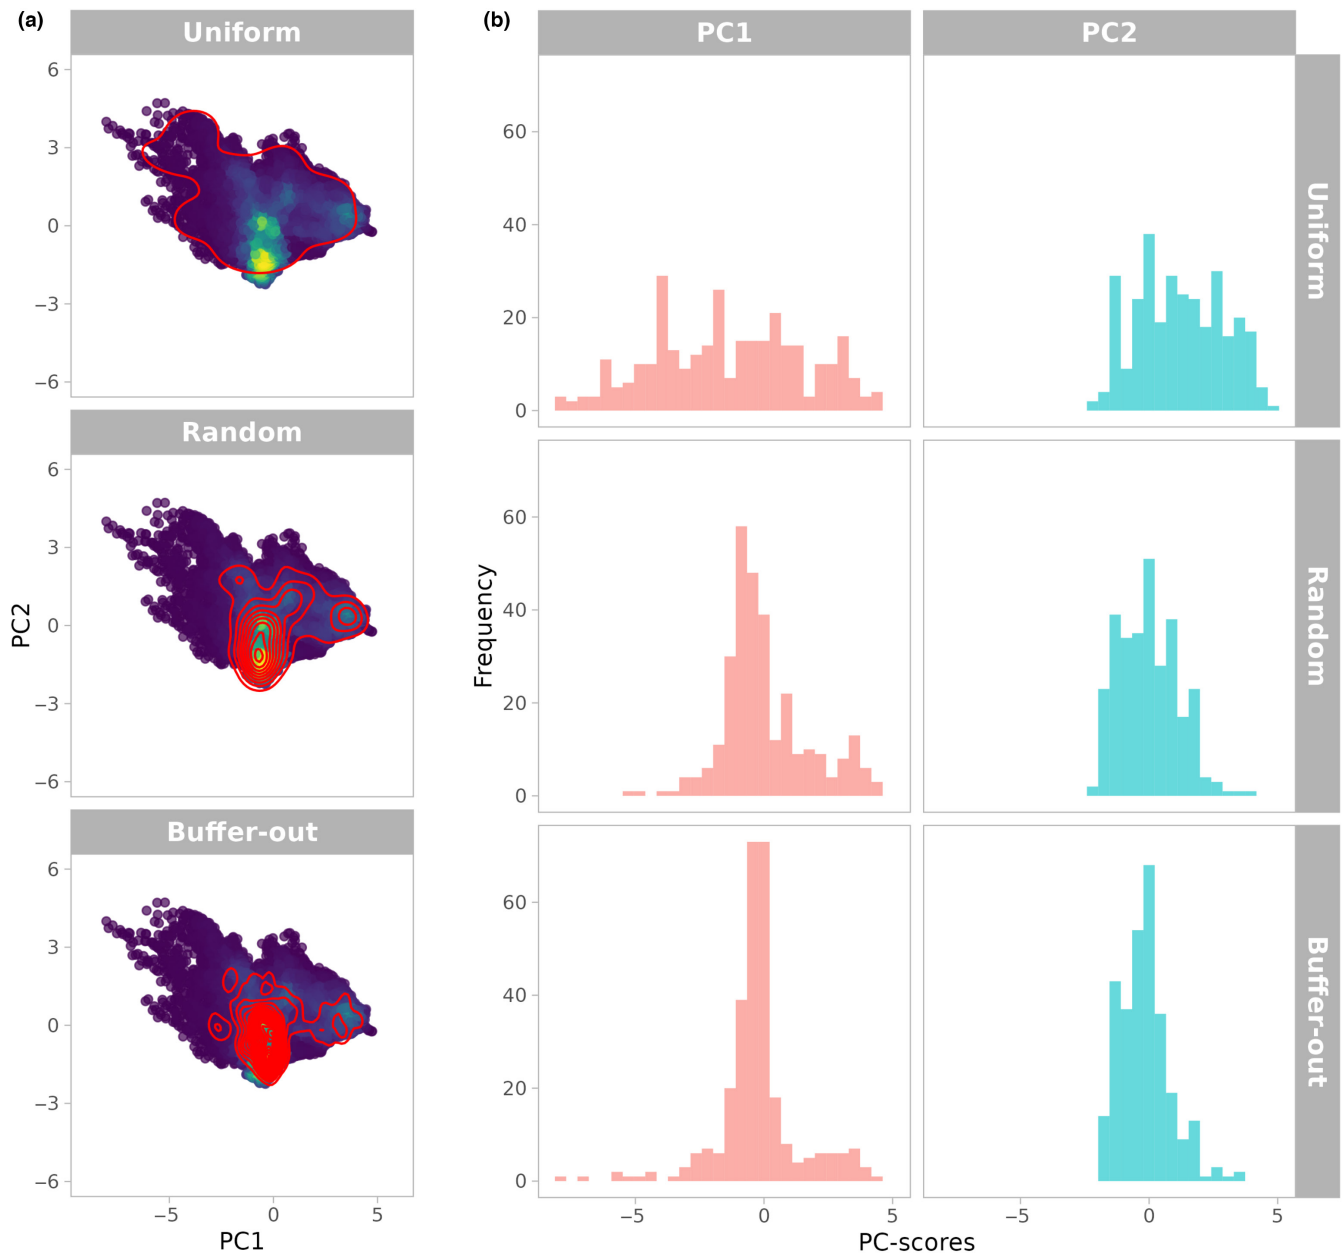 (a)
Uniform
6
3
0
−3
−6
Random
6
3
0
−3
−6
Buffer-out
6
3
0
−3
−6
−5 0 5
PC1
PC2
(b)
PC1 PC2
60
40
20
0
Uniform
60
40
20
0
Random
60
40
20
0
Buffer-out
−5 0 5 −5 0 5
PC-scores
Frequency